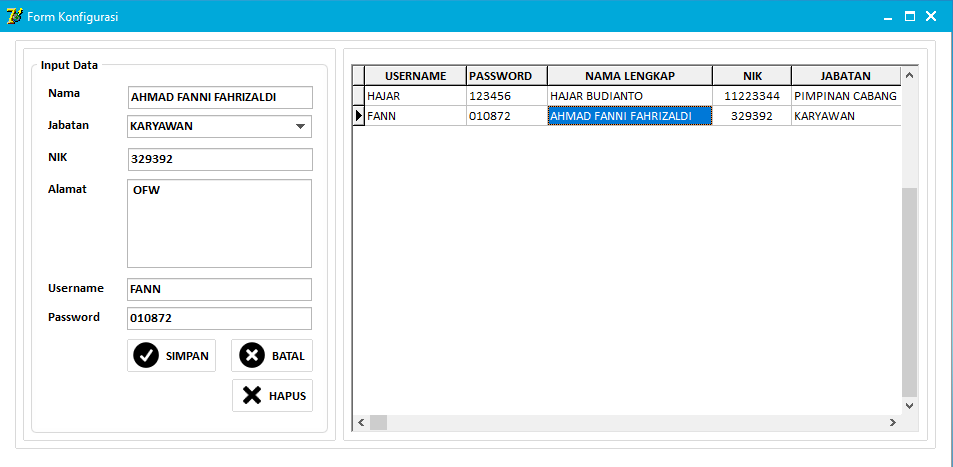 Form Konfigurasi
Input Data
Nama AHMAD FANNI FAHRIZALDI
Jabatan KARYAWAN
NIK 329392
Alamat OFW
Username FANN
Password 010872
SIMPAN BATAL
HAPUS
USERNAME PASSWORD NAMA LENGKAP NIK JABATAN
HAJAR 123456 HAJAR BUDIANTO 11223344 PIMPINAN CABANG
FANN 010872 AHMAD FANNI FAHRIZALDI 329392 KARYAWAN